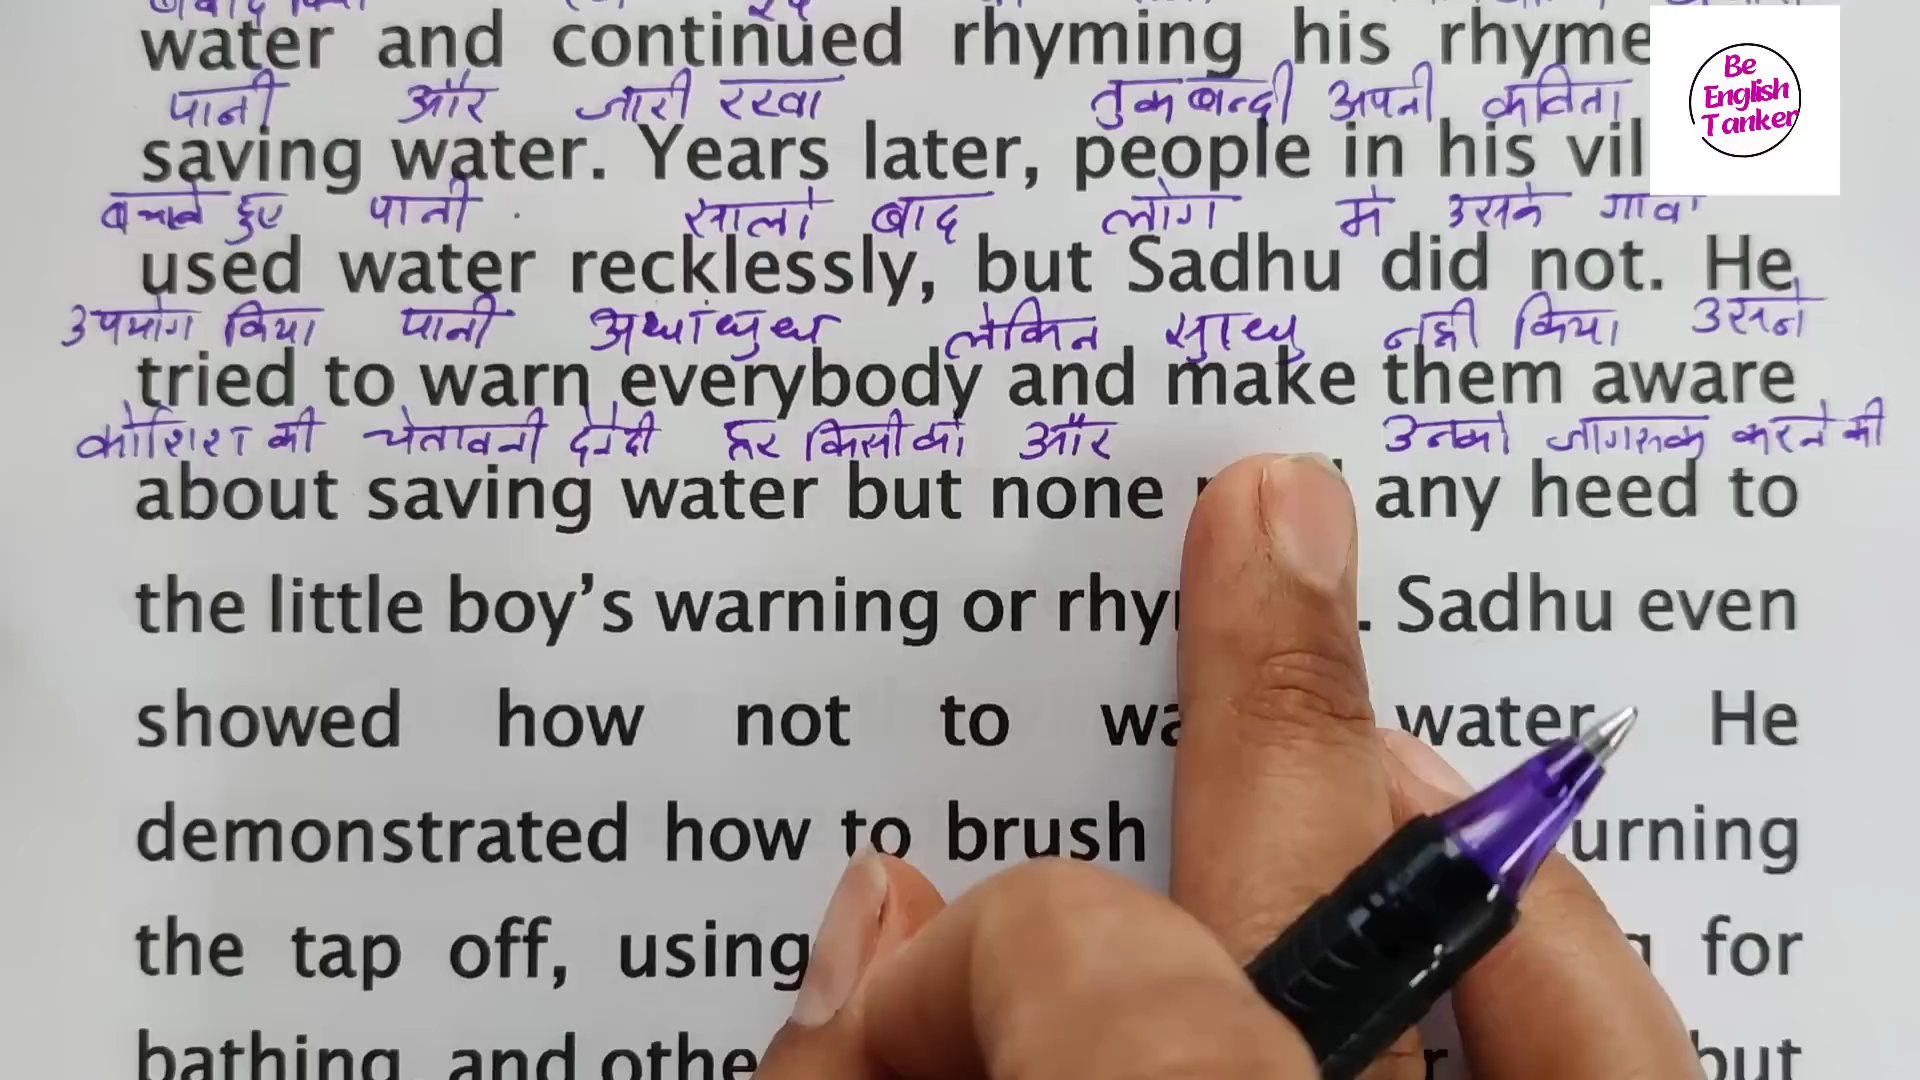 water and continued rhyming his rhyme
Be
English
Tanker
पानी और जारी रखा तुकबन्दी अपनी कविता
saving water. Years later, people in his vil
बचाते हुए पानी . सालों बाद लोग में उसके गावों
used water recklessly, but Sadhu did not. He
उपयोग किया पानी अंधाधुंध लेकिन साधु नहीं किया उसने
tried to warn everybody and make them aware
कोशिश की चेतावनी देने की हर किसी को और उनको जागरूक करने की
about saving water but none any heed to
the little boy's warning or rhy . Sadhu even
showed how not to wa water. He
demonstrated how to brush urning
the tap off, using for
bathing, and othe but